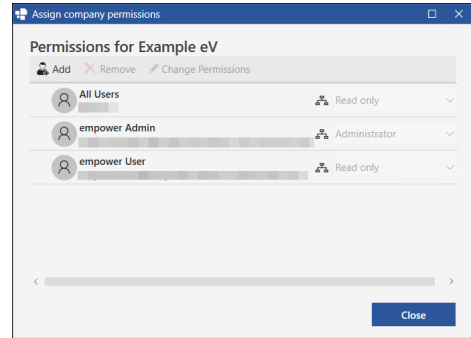 Assign company permissions
Permissions for Example eV
Add Remove Change Permissions
All Users
Read only
empower Admin
Administrator
empower User
Read only
Close